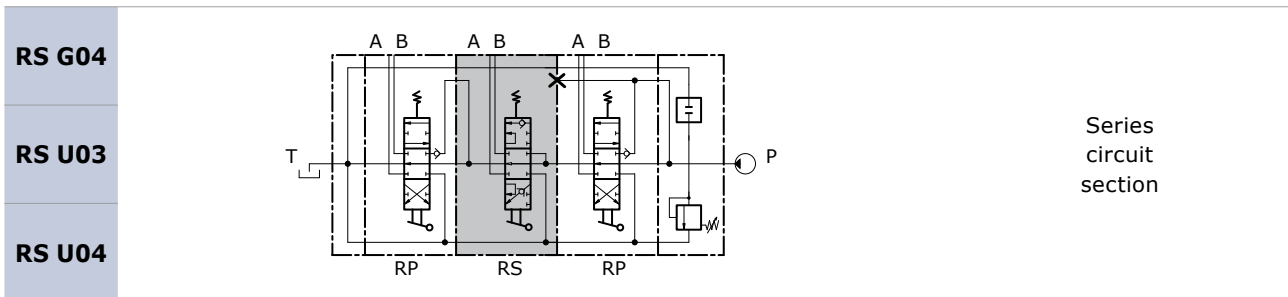 RS G04
RS U03
RS U04
A B A B A B
T
P
RP RS RP
Series
circuit
section